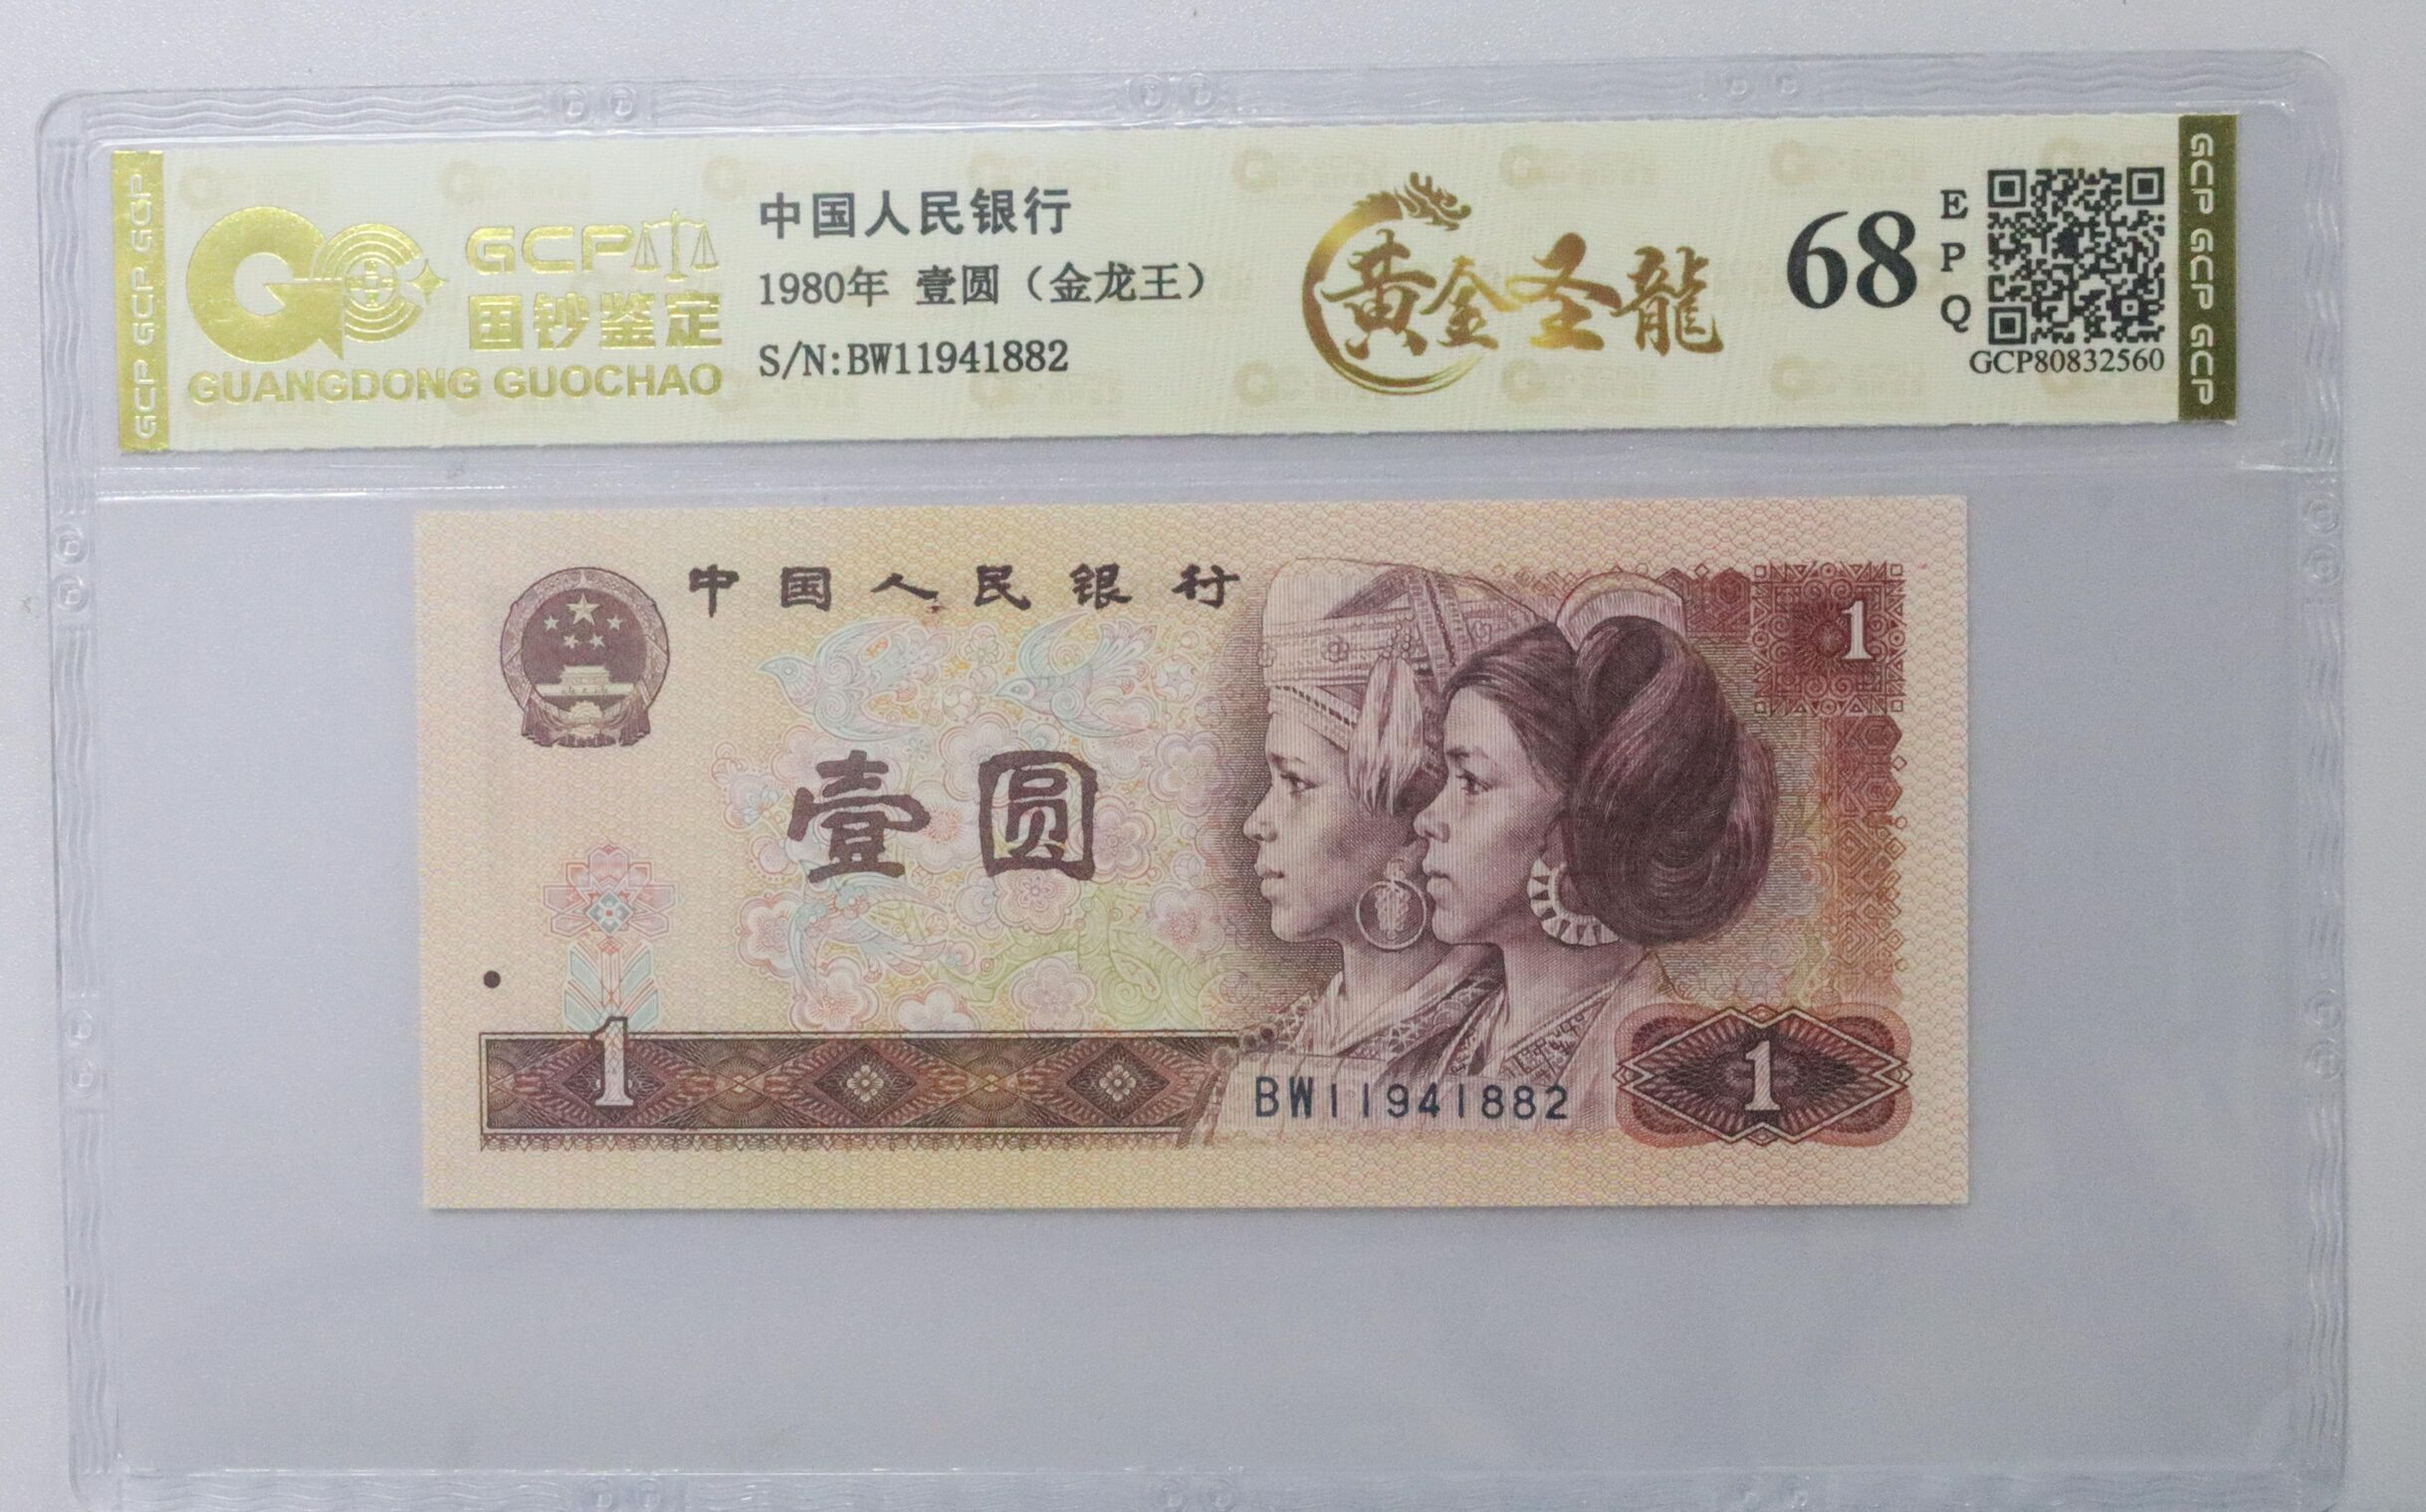 GCP GCP GCP
GCP
国钞鉴定
GUANGDONG GUOCHAO
中国人民银行
1980年 壹圆（金龙王）
S/N:BW11941882
黄金圣龍
68
EPQ
GCP80832560
GCP GCP GCP
中国人民银行
1
壹圆
1
BW11941882
1